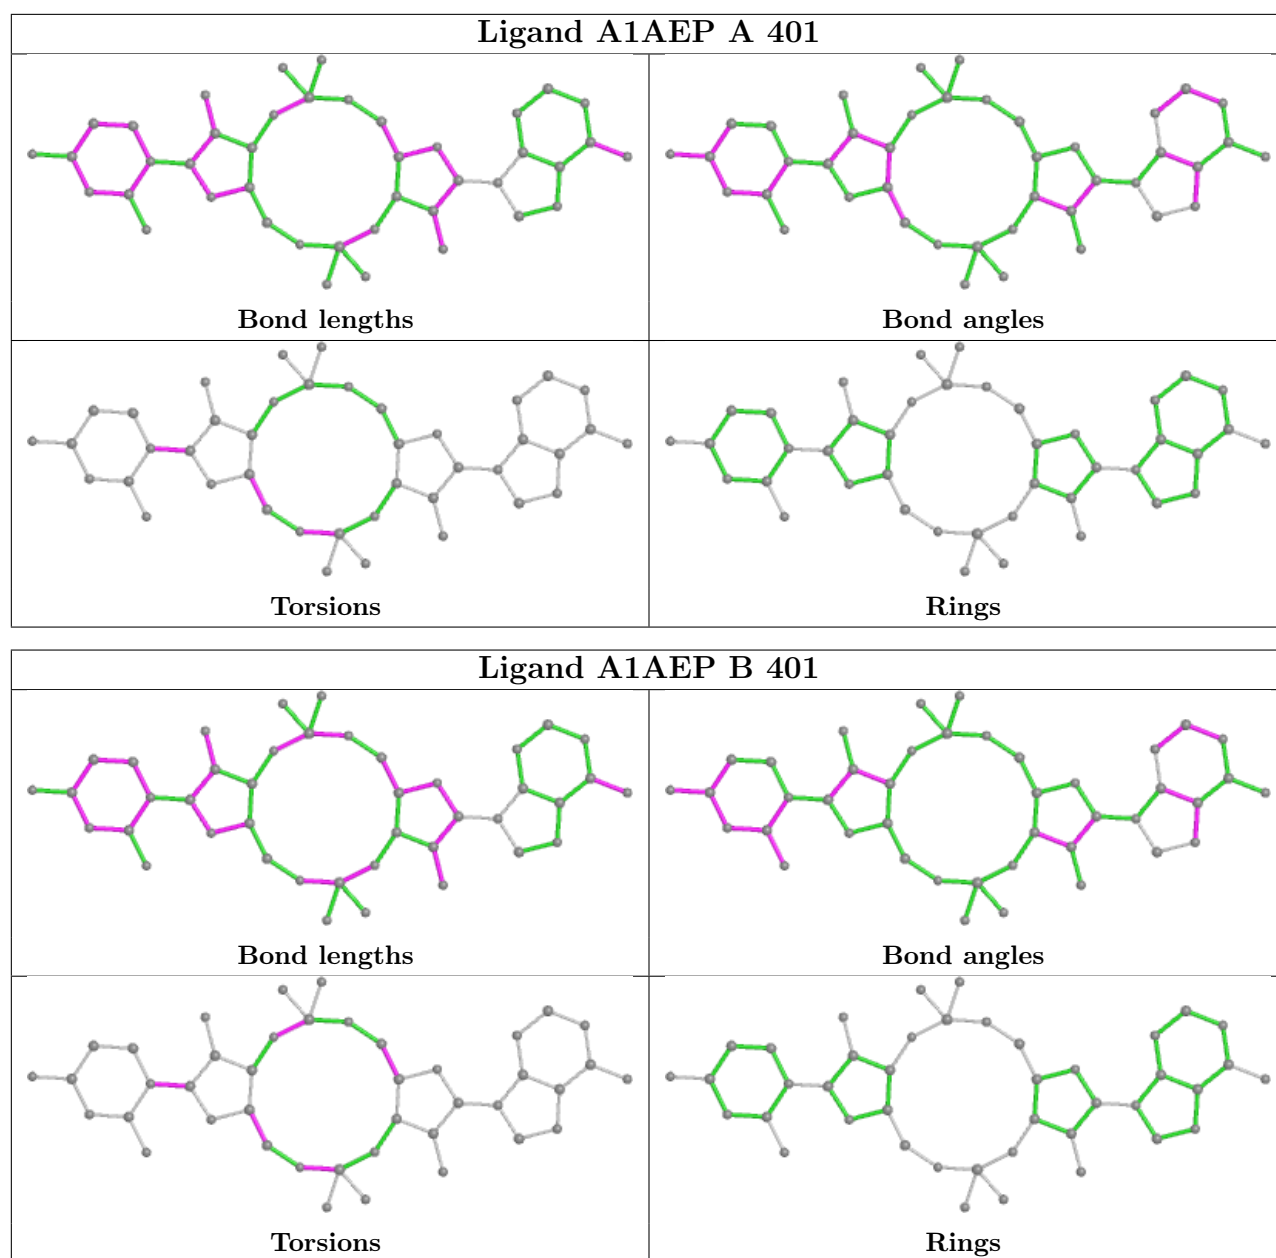 Ligand A1AEP A 401
Bond lengths
Bond angles
Torsions
Rings
Ligand A1AEP B 401
Bond lengths
Bond angles
Torsions
Rings